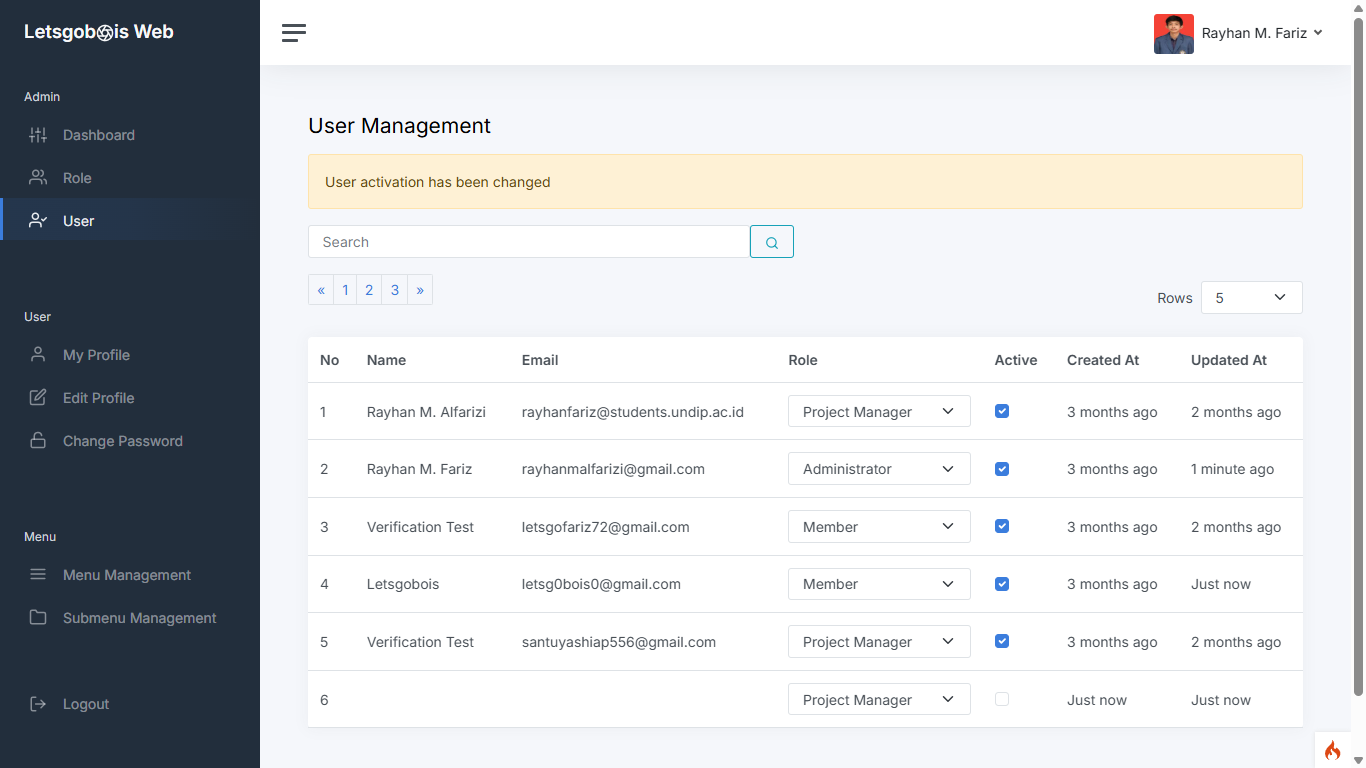 Letsgobois Web
Rayhan M. Fariz
Admin
Dashboard
Role
User
User
My Profile
Edit Profile
Change Password
Menu
Menu Management
Submenu Management
Logout
User Management
User activation has been changed
Search
« 1 2 3 »
Rows 5
No Name Email Role Active Created At Updated At
1 Rayhan M. Alfarizi rayhanfariz@students.undip.ac.id Project Manager 3 months ago 2 months ago
2 Rayhan M. Fariz rayhanmalfarizi@gmail.com Administrator 3 months ago 1 minute ago
3 Verification Test letsgofariz72@gmail.com Member 3 months ago 2 months ago
4 Letsgobois letsg0bois0@gmail.com Member 3 months ago Just now
5 Verification Test santuyashiap556@gmail.com Project Manager 3 months ago 2 months ago
6 Project Manager Just now Just now